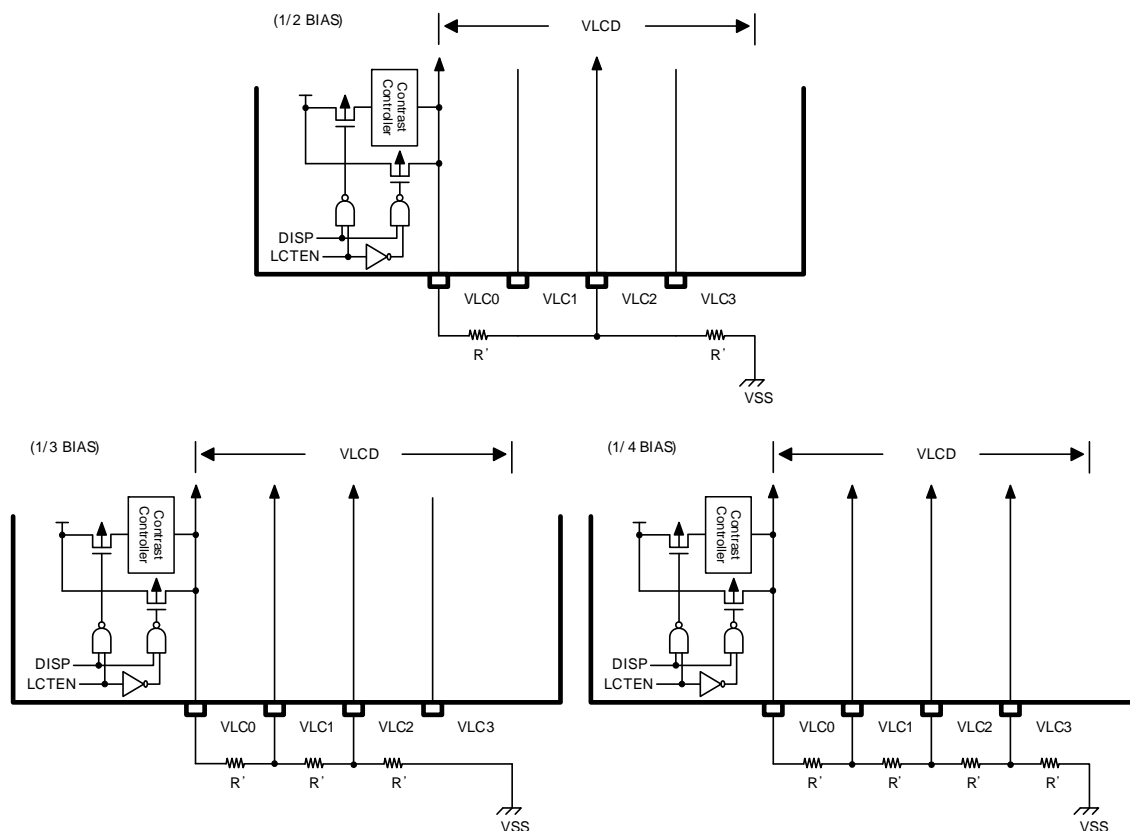 (1/2 BIAS)
VLCD
Contrast
Controller
DISP
LCTEN
VLC0 VLC1 VLC2 VLC3
R' R'
VSS
(1/3 BIAS)
VLCD
Contrast
Controller
DISP
LCTEN
VLC0 VLC1 VLC2 VLC3
R' R' R'
VSS
(1/4 BIAS)
VLCD
Contrast
Controller
DISP
LCTEN
VLC0 VLC1 VLC2 VLC3
R' R' R' R'
VSS